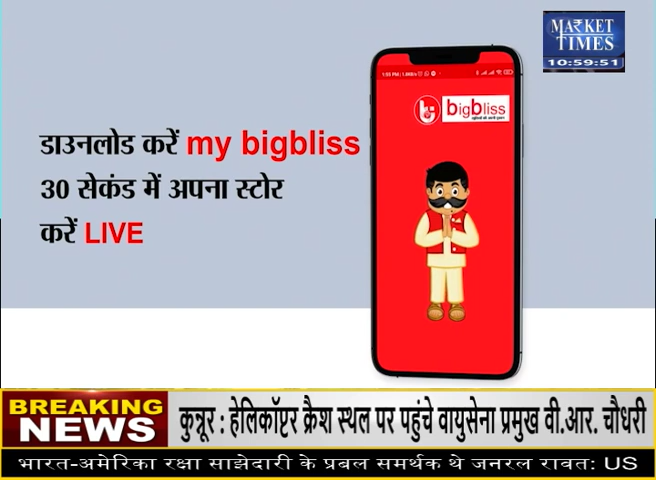 MARKET
TIMES
10:59:51
bigbliss
डाउनलोड करें my bigbliss
30 सेकंड में अपना स्टोर
करें LIVE
BREAKING
NEWS
कुन्नूर : हेलिकॉप्टर क्रैश स्थल पर पहुंचे वायुसेना प्रमुख वी.आर. चौधरी
भारत-अमेरिका रक्षा साझेदारी के प्रबल समर्थक थे जनरल रावत: US